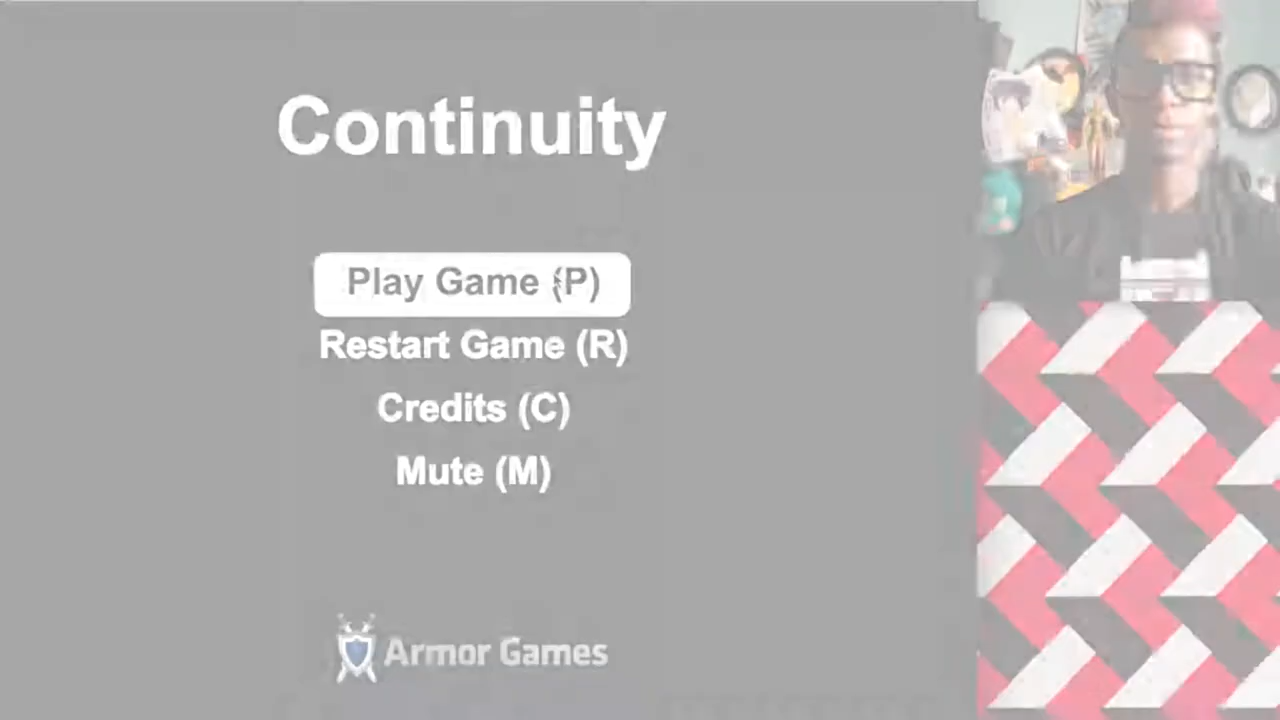 Continuity
Play Game (P)
Restart Game (R)
Credits (C)
Mute (M)
Armor Games